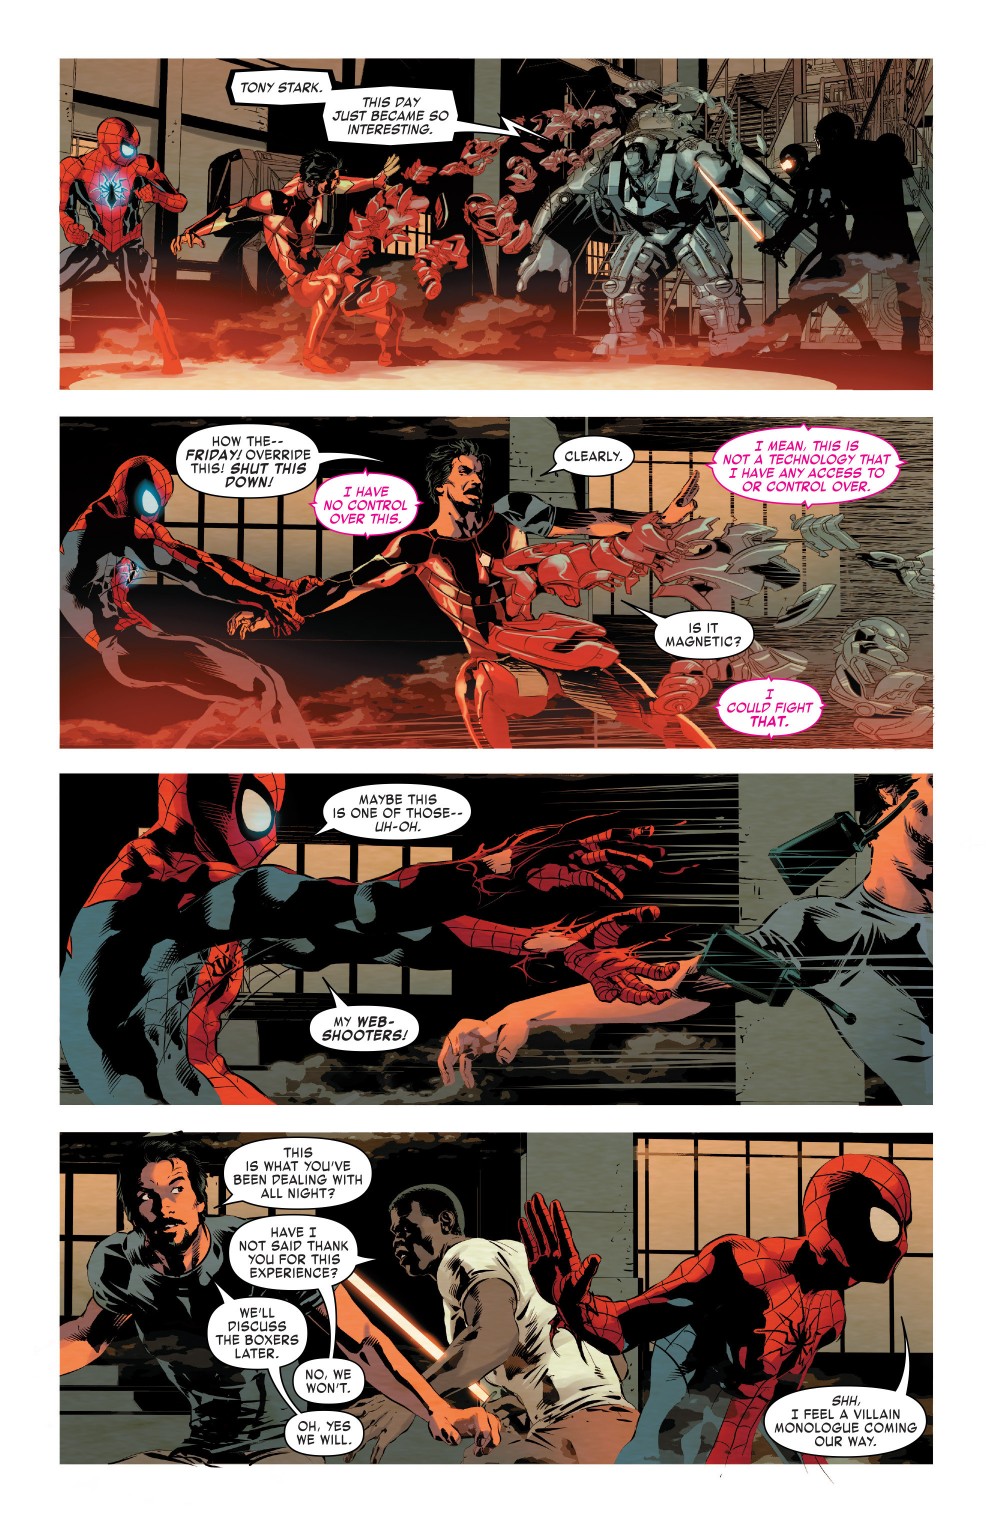 TONY STARK.
THIS DAY
JUST BECAME SO
INTERESTING.
HOW THE--
FRIDAY! OVERRIDE
THIS! SHUT THIS
DOWN!
I HAVE
NO CONTROL
OVER THIS.
CLEARLY.
I MEAN, THIS IS
NOT A TECHNOLOGY THAT
I HAVE ANY ACCESS TO
OR CONTROL OVER.
IS IT
MAGNETIC?
I
COULD FIGHT
THAT.
MAYBE THIS
IS ONE OF THOSE--
UH-OH.
MY WEB-
SHOOTERS!
THIS
IS WHAT YOU'VE
BEEN DEALING WITH
ALL NIGHT?
HAVE I
NOT SAID THANK
YOU FOR THIS
EXPERIENCE?
WE'LL
DISCUSS
THE BOXERS
LATER.
NO, WE
WON'T.
OH, YES
WE WILL.
SHH,
I FEEL A VILLAIN
MONOLOGUE COMING
OUR WAY.